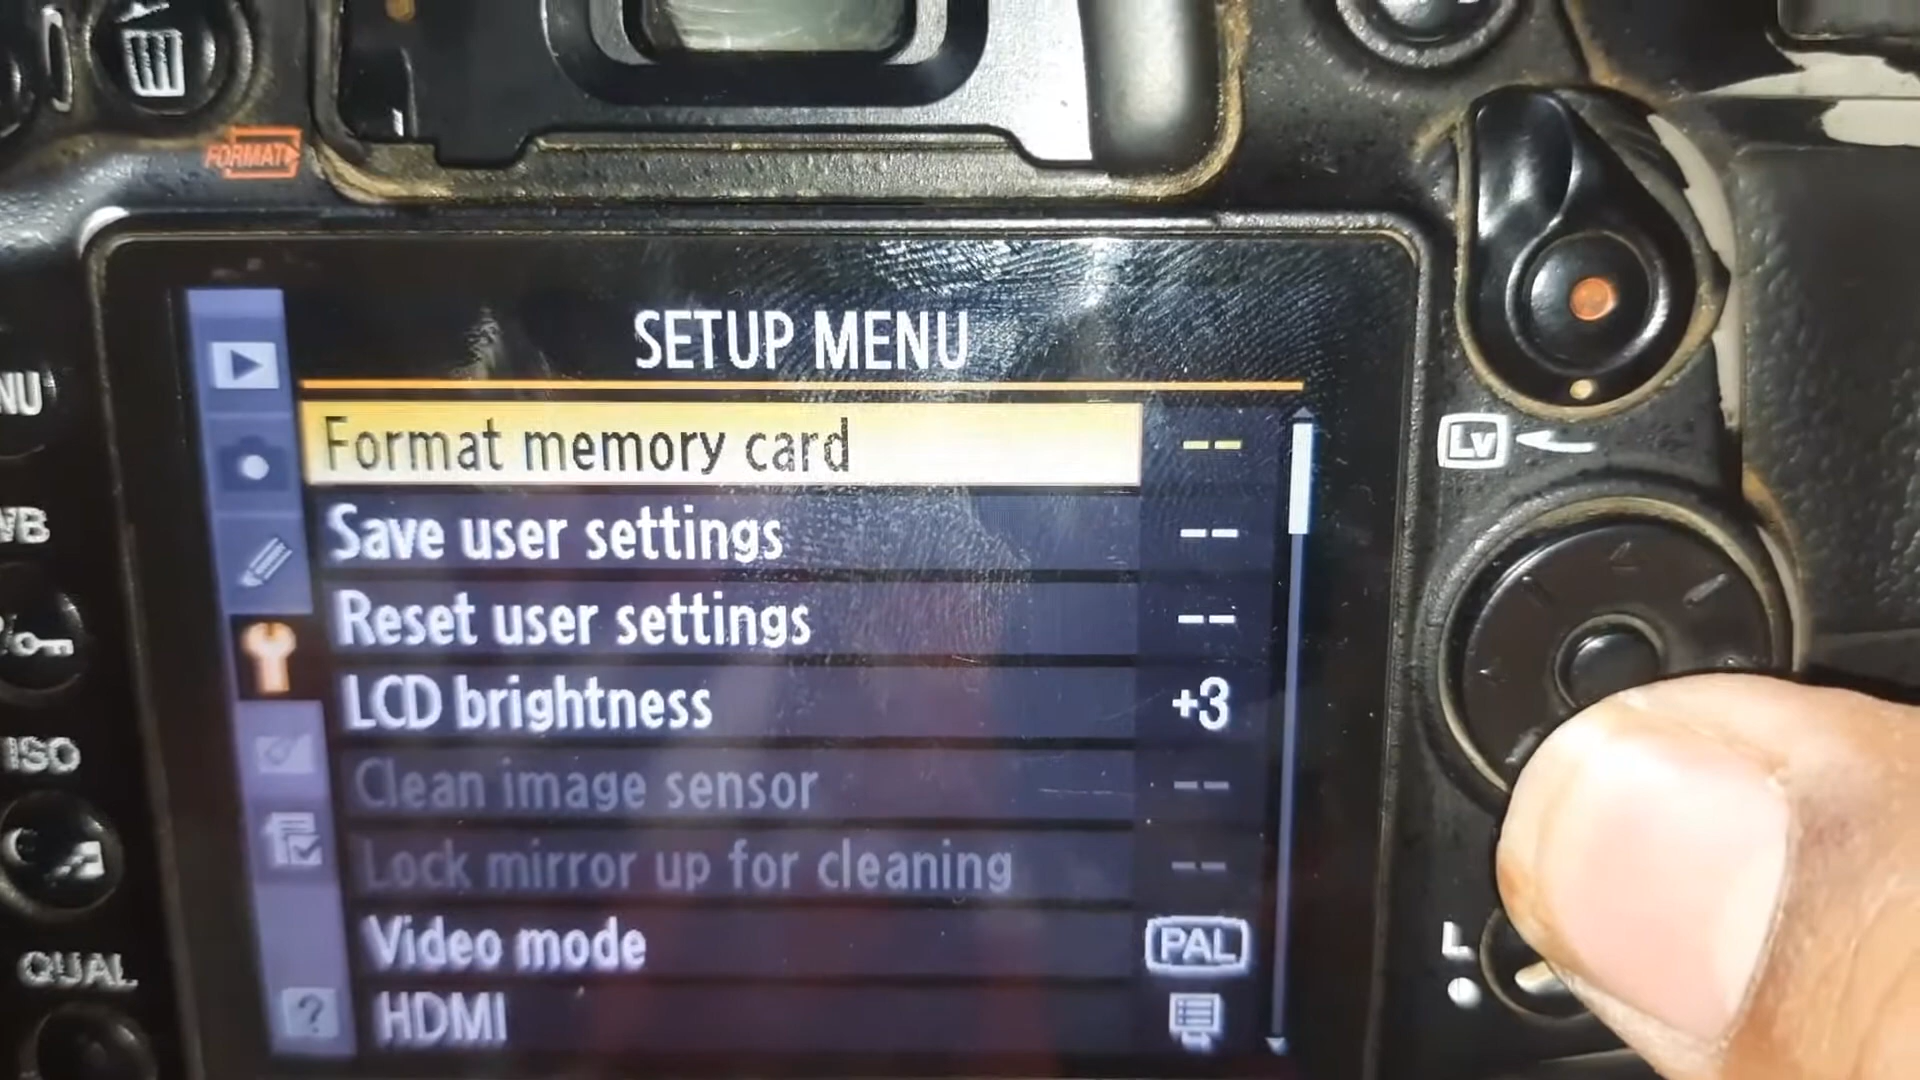 FORMAT
SETUP MENU
Format memory card --
Save user settings --
Reset user settings --
LCD brightness +3
Clean image sensor --
Lock mirror up for cleaning --
Video mode PAL
HDMI
?
NU
WB
ISO
QUAL
Lv
L